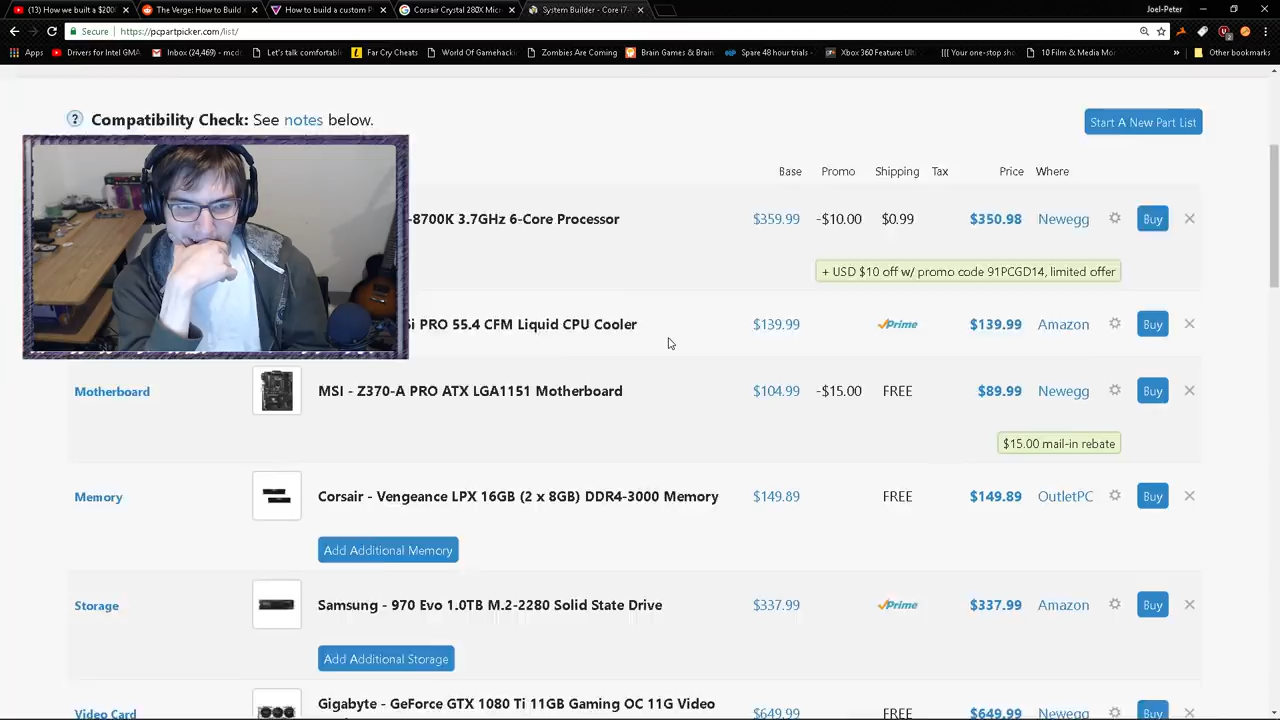 (13) How we built a $200
The Verge: How to Build
How to build a custom P
Corsair Crystal 280X Micr
System Builder - Core i7-
Joel-Peter
Secure
https://pcpartpicker.com/list/
Apps
Drivers for Intel GMA
Inbox (24,469) - mcd
Let's talk comfortabl
Far Cry Cheats
World Of Gamehack
Zombies Are Coming
Brain Games & Brain
Spare 48 hour trials
Xbox 360 Feature: Ul
[[[ Your one-stop sho
10 Film & Media Mo
»
Other bookmarks
? Compatibility Check: See notes below.
Start A New Part List
Base Promo Shipping Tax Price Where
-8700K 3.7GHz 6-Core Processor $359.99 -$10.00 $0.99 $350.98 Newegg Buy
+ USD $10 off w/ promo code 91PCGD14, limited offer
5i PRO 55.4 CFM Liquid CPU Cooler $139.99 Prime $139.99 Amazon Buy
Motherboard MSI - Z370-A PRO ATX LGA1151 Motherboard $104.99 -$15.00 FREE $89.99 Newegg Buy
$15.00 mail-in rebate
Memory Corsair - Vengeance LPX 16GB (2 x 8GB) DDR4-3000 Memory $149.89 FREE $149.89 OutletPC Buy
Add Additional Memory
Storage Samsung - 970 Evo 1.0TB M.2-2280 Solid State Drive $337.99 Prime $337.99 Amazon Buy
Add Additional Storage
Gigabyte - GeForce GTX 1080 Ti 11GB Gaming OC 11G Video
Video Card $649.99 FREE $649.99 Newegg Buy